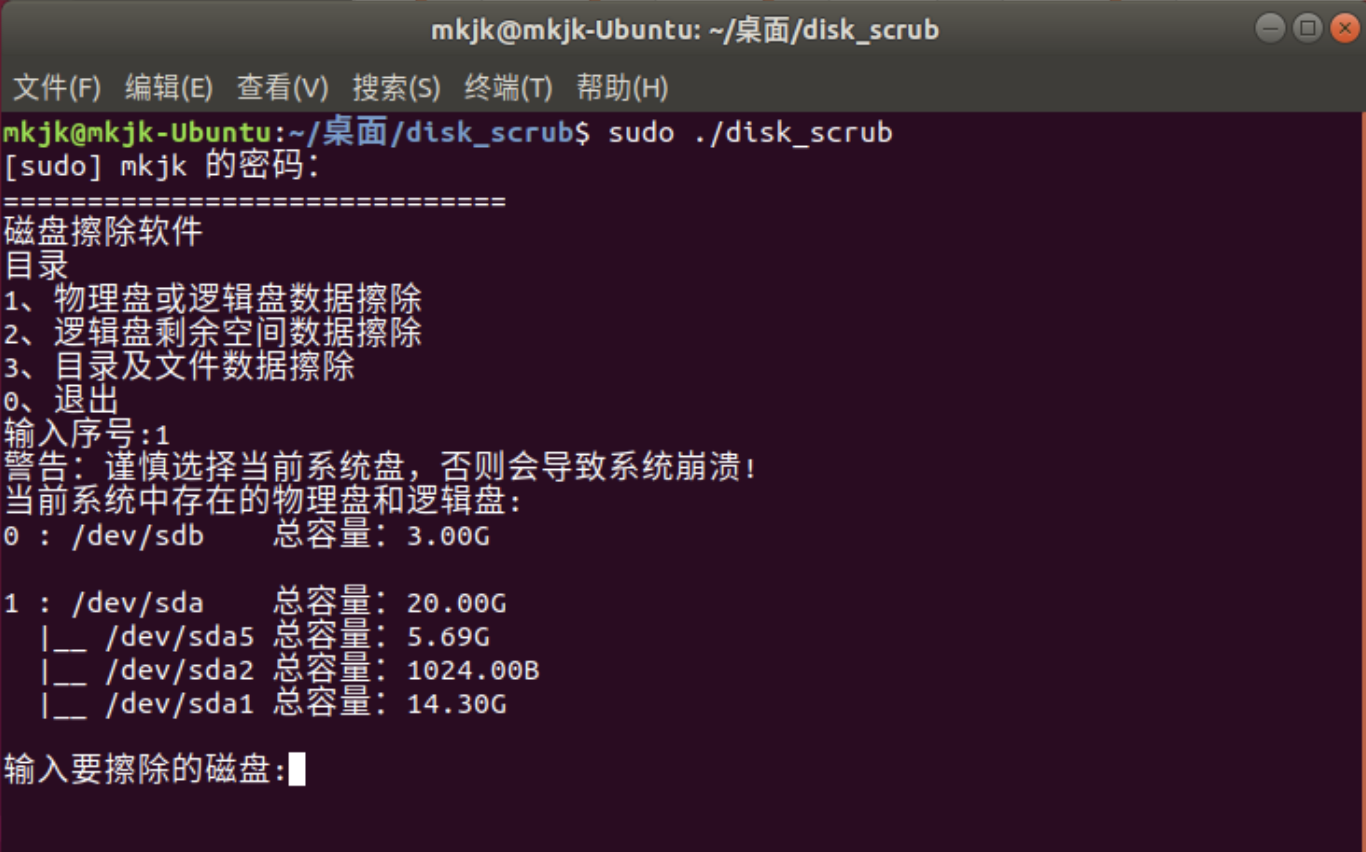 mkjk@mkjk-Ubuntu: ~/桌面/disk_scrub
文件(F) 编辑(E) 查看(V) 搜索(S) 终端(T) 帮助(H)
mkjk@mkjk-Ubuntu:~/桌面/disk_scrub$ sudo ./disk_scrub
[sudo] mkjk 的密码：
==============================
磁盘擦除软件
目录
1、物理盘或逻辑盘数据擦除
2、逻辑盘剩余空间数据擦除
3、目录及文件数据擦除
0、退出
输入序号:1
警告：谨慎选择当前系统盘，否则会导致系统崩溃!
当前系统中存在的物理盘和逻辑盘:
0 : /dev/sdb    总容量：3.00G
1 : /dev/sda    总容量：20.00G
  |__ /dev/sda5 总容量：5.69G
  |__ /dev/sda2 总容量：1024.00B
  |__ /dev/sda1 总容量：14.30G
输入要擦除的磁盘: